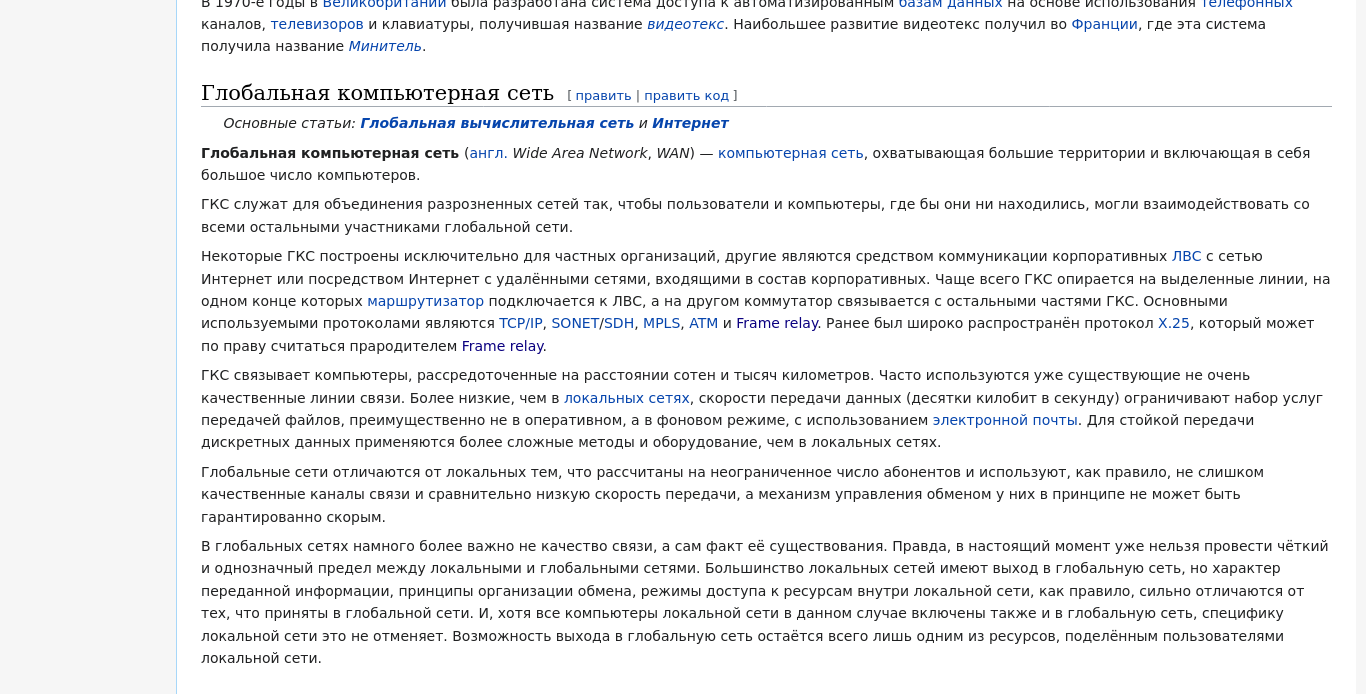 В 1970-е годы в Великобритании была разработана система доступа к автоматизированным базам данных на основе использования телефонных
каналов, телевизоров и клавиатуры, получившая название видеотекс. Наибольшее развитие видеотекс получил во Франции, где эта система
получила название Минитель.
Глобальная компьютерная сеть [ править | править код ]
Основные статьи: Глобальная вычислительная сеть и Интернет
Глобальная компьютерная сеть (англ. Wide Area Network, WAN) — компьютерная сеть, охватывающая большие территории и включающая в себя
большое число компьютеров.
ГКС служат для объединения разрозненных сетей так, чтобы пользователи и компьютеры, где бы они ни находились, могли взаимодействовать со
всеми остальными участниками глобальной сети.
Некоторые ГКС построены исключительно для частных организаций, другие являются средством коммуникации корпоративных ЛВС с сетью
Интернет или посредством Интернет с удалёнными сетями, входящими в состав корпоративных. Чаще всего ГКС опирается на выделенные линии, на
одном конце которых маршрутизатор подключается к ЛВС, а на другом коммутатор связывается с остальными частями ГКС. Основными
используемыми протоколами являются TCP/IP, SONET/SDH, MPLS, ATM и Frame relay. Ранее был широко распространён протокол X.25, который может
по праву считаться прародителем Frame relay.
ГКС связывает компьютеры, рассредоточенные на расстоянии сотен и тысяч километров. Часто используются уже существующие не очень
качественные линии связи. Более низкие, чем в локальных сетях, скорости передачи данных (десятки килобит в секунду) ограничивают набор услуг
передачей файлов, преимущественно не в оперативном, а в фоновом режиме, с использованием электронной почты. Для стойкой передачи
дискретных данных применяются более сложные методы и оборудование, чем в локальных сетях.
Глобальные сети отличаются от локальных тем, что рассчитаны на неограниченное число абонентов и используют, как правило, не слишком
качественные каналы связи и сравнительно низкую скорость передачи, а механизм управления обменом у них в принципе не может быть
гарантированно скорым.
В глобальных сетях намного более важно не качество связи, а сам факт её существования. Правда, в настоящий момент уже нельзя провести чёткий
и однозначный предел между локальными и глобальными сетями. Большинство локальных сетей имеют выход в глобальную сеть, но характер
переданной информации, принципы организации обмена, режимы доступа к ресурсам внутри локальной сети, как правило, сильно отличаются от
тех, что приняты в глобальной сети. И, хотя все компьютеры локальной сети в данном случае включены также и в глобальную сеть, специфику
локальной сети это не отменяет. Возможность выхода в глобальную сеть остаётся всего лишь одним из ресурсов, поделённым пользователями
локальной сети.